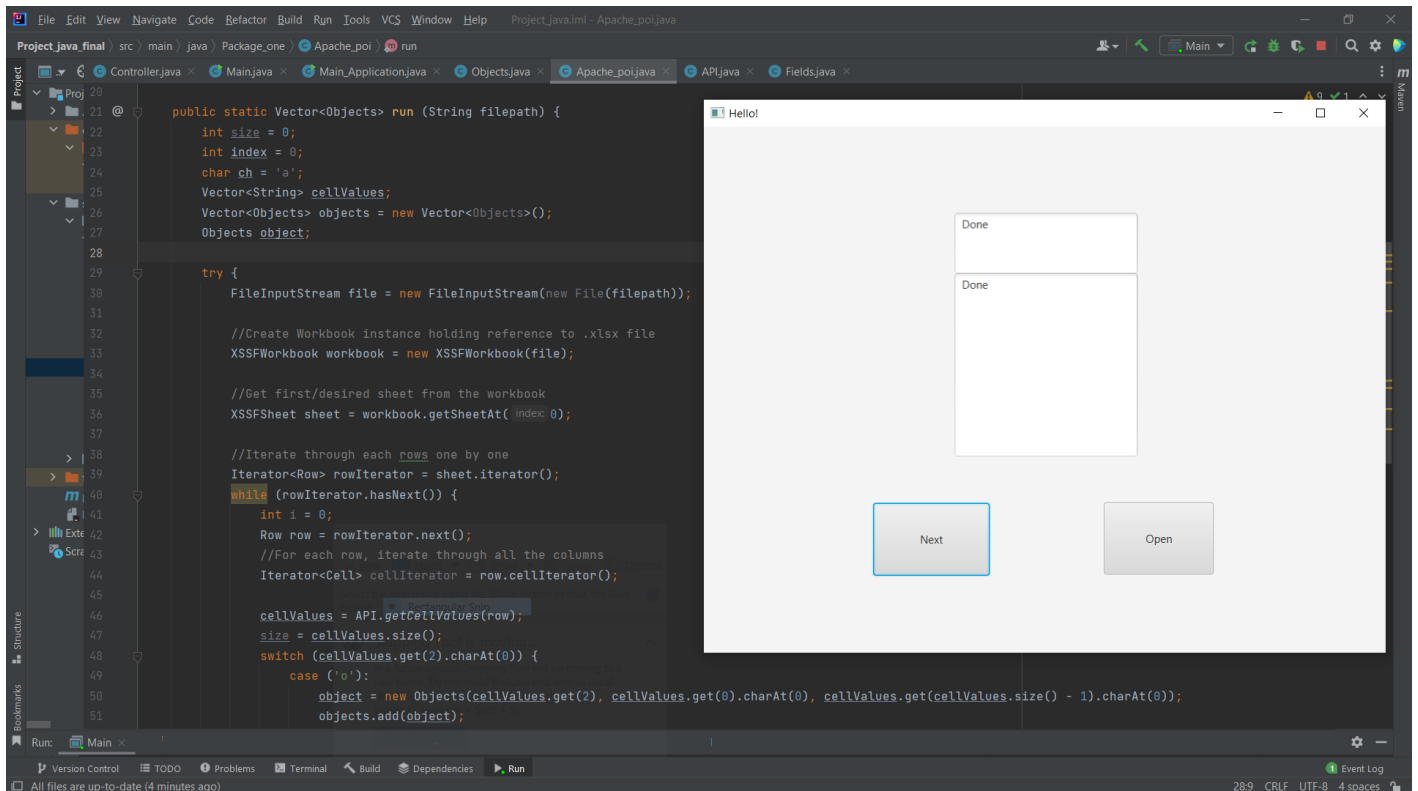 File Edit View Navigate Code Refactor Build Run Tools VCS Window Help Project_java.iml - Apache_poi.java
Project_java_final src main java Package_one Apache_poi run
Main
Project
Controller.java Main.java Main_Application.java Objects.java Apache_poi.java API.java Fields.java
Maven
Proj
20
9 1
21 @ public static Vector<Objects> run (String filepath) {
22 int size = 0;
23 int index = 0;
24 char ch = 'a';
25 Vector<String> cellValues;
26 Vector<Objects> objects = new Vector<Objects>();
27 Objects object;
28
29 try {
30 FileInputStream file = new FileInputStream(new File(filepath));
31
32 //Create Workbook instance holding reference to .xlsx file
33 XSSFWorkbook workbook = new XSSFWorkbook(file);
34
35 //Get first/desired sheet from the workbook
36 XSSFSheet sheet = workbook.getSheetAt( index: 0);
37
38 //Iterate through each rows one by one
39 Iterator<Row> rowIterator = sheet.iterator();
40 while (rowIterator.hasNext()) {
41 int i = 0;
42 Row row = rowIterator.next();
43 //For each row, iterate through all the columns
44 Iterator<Cell> cellIterator = row.cellIterator();
45
46 cellValues = API.getCellValues(row);
47 size = cellValues.size();
48 switch (cellValues.get(2).charAt(0)) {
49 case ('o'):
50 object = new Objects(cellValues.get(2), cellValues.get(0).charAt(0), cellValues.get(cellValues.size() - 1).charAt(0));
51 objects.add(object);
Exte
Scra
Rectangular Snip
Structure
Bookmarks
Hello!
Done
Done
Next Open
Run: Main
Version Control TODO Problems Terminal Build Dependencies Run 1 Event Log
All files are up-to-date (4 minutes ago) 28:9 CRLF UTF-8 4 spaces